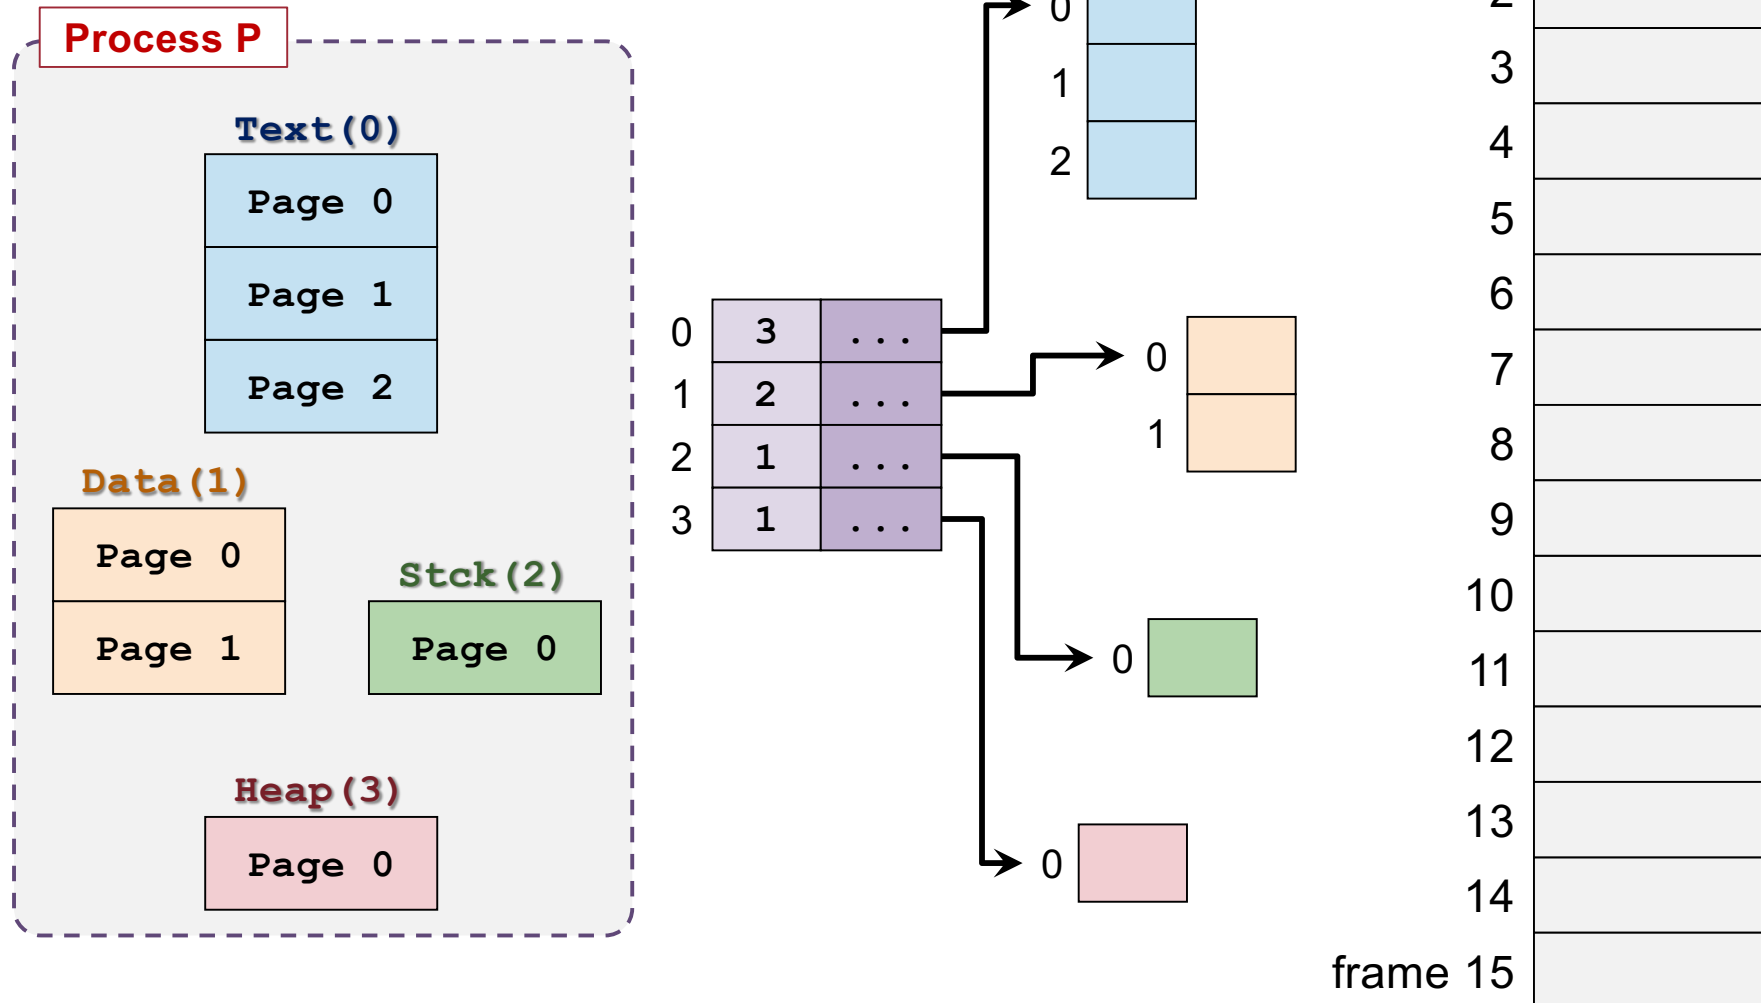 Process P
Text(0)
Page 0
Page 1
Page 2
Data(1)
Page 0
Page 1
Stck(2)
Page 0
Heap(3)
Page 0
0 3 ...
1 2 ...
2 1 ...
3 1 ...
0
1
2
0
1
0
0
2
3
4
5
6
7
8
9
10
11
12
13
14
frame 15